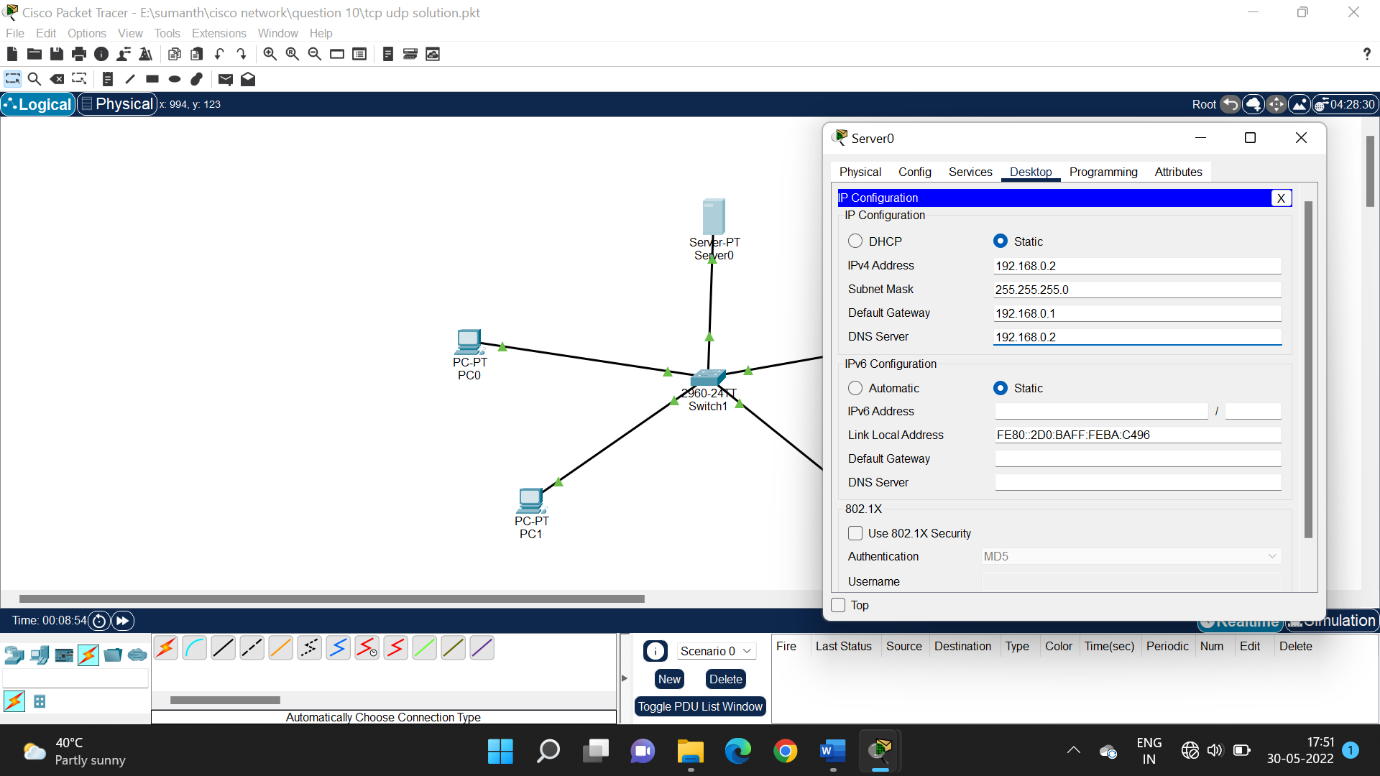 Cisco Packet Tracer - E:\sumanth\cisco network\question 10\tcp udp solution.pkt
File Edit Options View Tools Extensions Window Help
?
Logical Physical x: 994, y: 123 Root 04:28:30
Server-PT
Server0
PC-PT
PC0
2960-24TT
Switch1
PC-PT
PC1
Server0
Physical Config Services Desktop Programming Attributes
IP Configuration X
IP Configuration
DHCP Static
IPv4 Address 192.168.0.2
Subnet Mask 255.255.255.0
Default Gateway 192.168.0.1
DNS Server 192.168.0.2
IPv6 Configuration
Automatic Static
IPv6 Address /
Link Local Address FE80::2D0:BAFF:FEBA:C496
Default Gateway
DNS Server
802.1X
Use 802.1X Security
Authentication MD5
Username
Top
Time: 00:08:54 Realtime Simulation
Scenario 0
New Delete
Toggle PDU List Window
Fire Last Status Source Destination Type Color Time(sec) Periodic Num Edit Delete
Automatically Choose Connection Type
40°C
Partly sunny
ENG
IN
17:51
30-05-2022
1